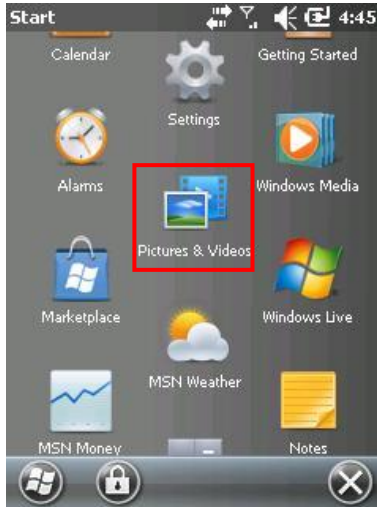 Start 4:45
Calendar
Getting Started
Settings
Alarms
Windows Media
Pictures & Videos
Marketplace
Windows Live
MSN Weather
MSN Money
Notes